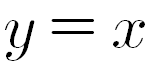 y = x